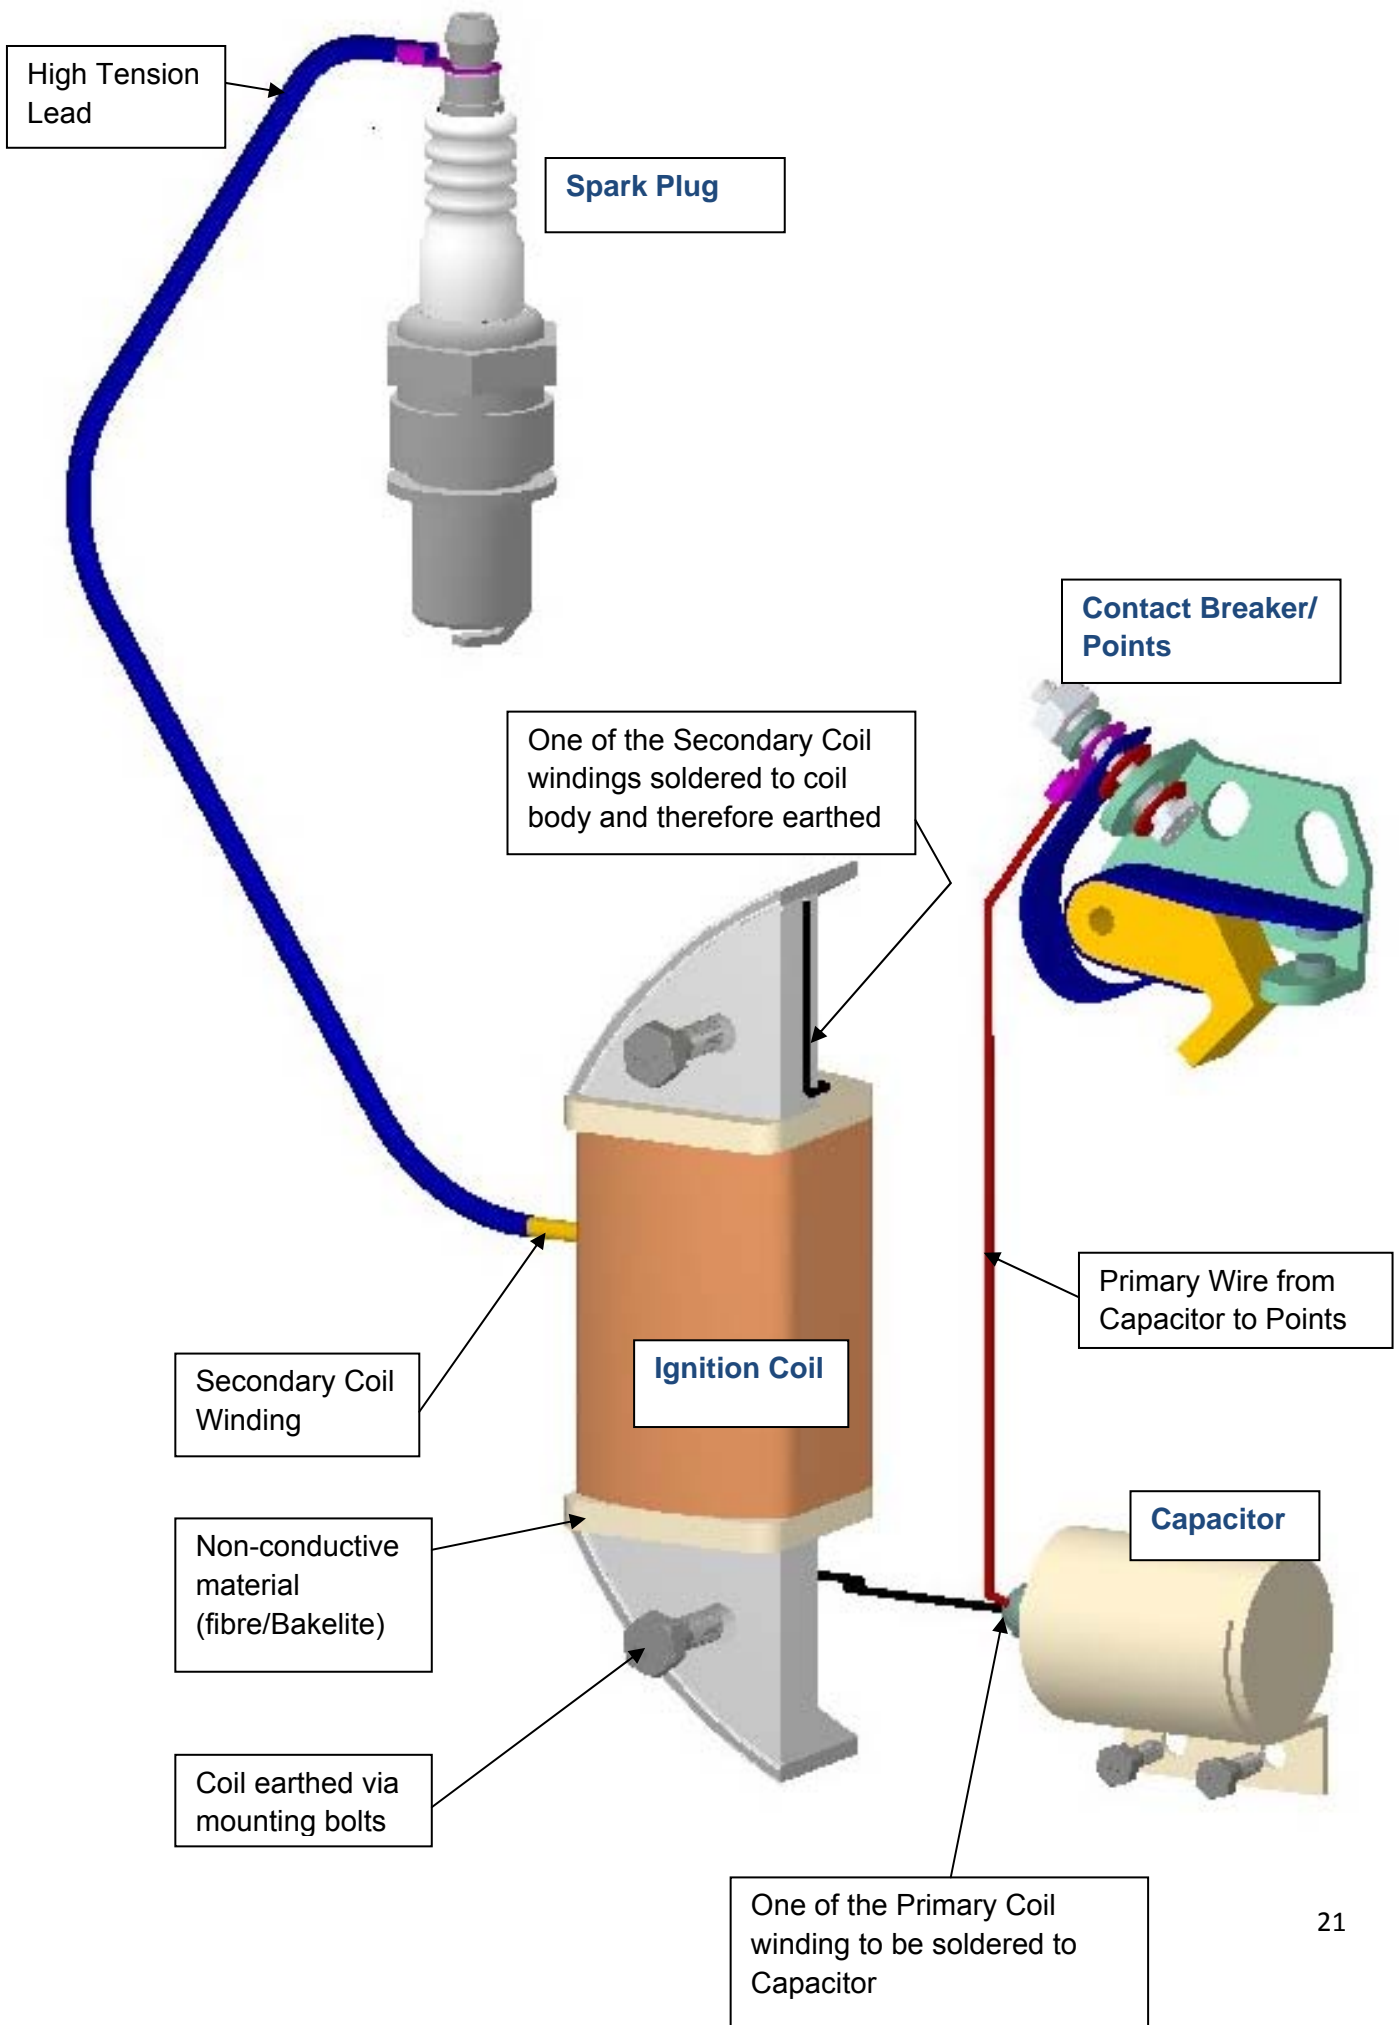 High Tension
Lead
Spark Plug
Contact Breaker/
Points
One of the Secondary Coil
windings soldered to coil
body and therefore earthed
Primary Wire from
Capacitor to Points
Ignition Coil
Secondary Coil
Winding
Capacitor
Non-conductive
material
(fibre/Bakelite)
Coil earthed via
mounting bolts
One of the Primary Coil
winding to be soldered to
Capacitor
21